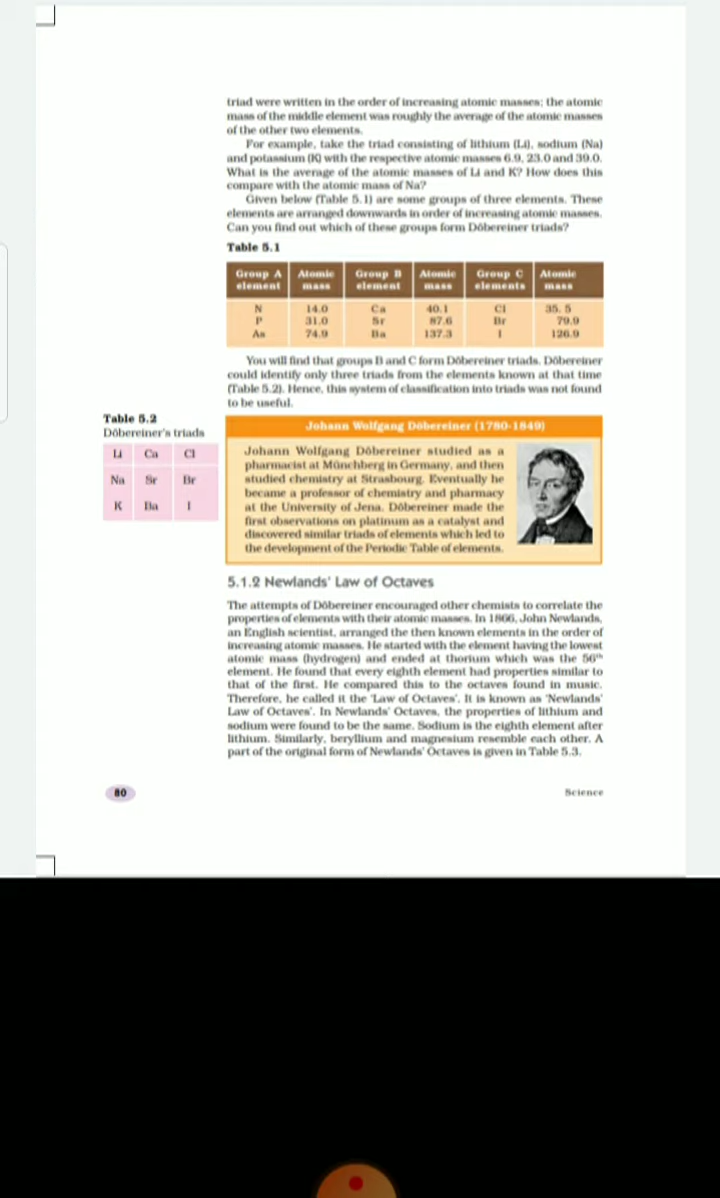 triad were written in the order of increasing atomic masses; the atomic
mass of the middle element was roughly the average of the atomic masses
of the other two elements.
For example, take the triad consisting of lithium (Li), sodium (Na)
and potassium (K) with the respective atomic masses 6.9, 23.0 and 39.0.
What is the average of the atomic masses of Li and K? How does this
compare with the atomic mass of Na?
Given below (Table 5.1) are some groups of three elements. These
elements are arranged downwards in order of increasing atomic masses.
Can you find out which of these groups form Döbereiner triads?
Table 5.1
Group A element Atomic mass Group B element Atomic mass Group C elements Atomic mass
N 14.0 Ca 40.1 Cl 35. 5
P 31.0 Sr 87.6 Br 79.9
As 74.9 Ba 137.3 I 126.9
You will find that groups B and C form Döbereiner triads. Döbereiner
could identify only three triads from the elements known at that time
(Table 5.2). Hence, this system of classification into triads was not found
to be useful.
Table 5.2
Döbereiner's triads
Li Ca Cl
Na Sr Br
K Ba I
Johann Wolfgang Döbereiner (1780-1849)
Johann Wolfgang Döbereiner studied as a
pharmacist at Münchberg in Germany, and then
studied chemistry at Strasbourg. Eventually he
became a professor of chemistry and pharmacy
at the University of Jena. Döbereiner made the
first observations on platinum as a catalyst and
discovered similar triads of elements which led to
the development of the Periodic Table of elements.
5.1.2 Newlands' Law of Octaves
The attempts of Döbereiner encouraged other chemists to correlate the
properties of elements with their atomic masses. In 1866, John Newlands,
an English scientist, arranged the then known elements in the order of
increasing atomic masses. He started with the element having the lowest
atomic mass (hydrogen) and ended at thorium which was the 56th
element. He found that every eighth element had properties similar to
that of the first. He compared this to the octaves found in music.
Therefore, he called it the 'Law of Octaves'. It is known as 'Newlands'
Law of Octaves'. In Newlands' Octaves, the properties of lithium and
sodium were found to be the same. Sodium is the eighth element after
lithium. Similarly, beryllium and magnesium resemble each other. A
part of the original form of Newlands' Octaves is given in Table 5.3.
80
Science